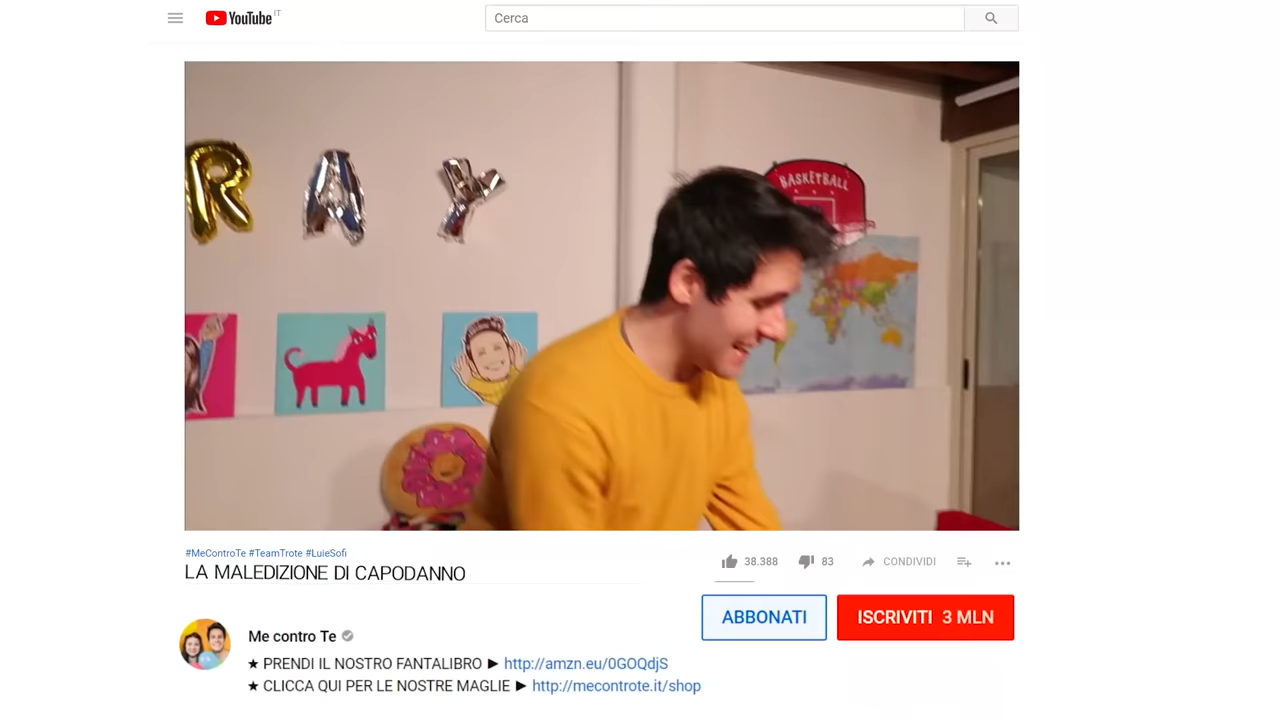 YouTube IT
Cerca
R A Y
BASKETBALL
#MeControTe #TeamTrote #LuieSofi
LA MALEDIZIONE DI CAPODANNO
38.388 83 CONDIVIDI
ABBONATI ISCRIVITI 3 MLN
Me contro Te
★ PRENDI IL NOSTRO FANTALIBRO ► http://amzn.eu/0GOQdjS
★ CLICCA QUI PER LE NOSTRE MAGLIE ► http://mecontrote.it/shop